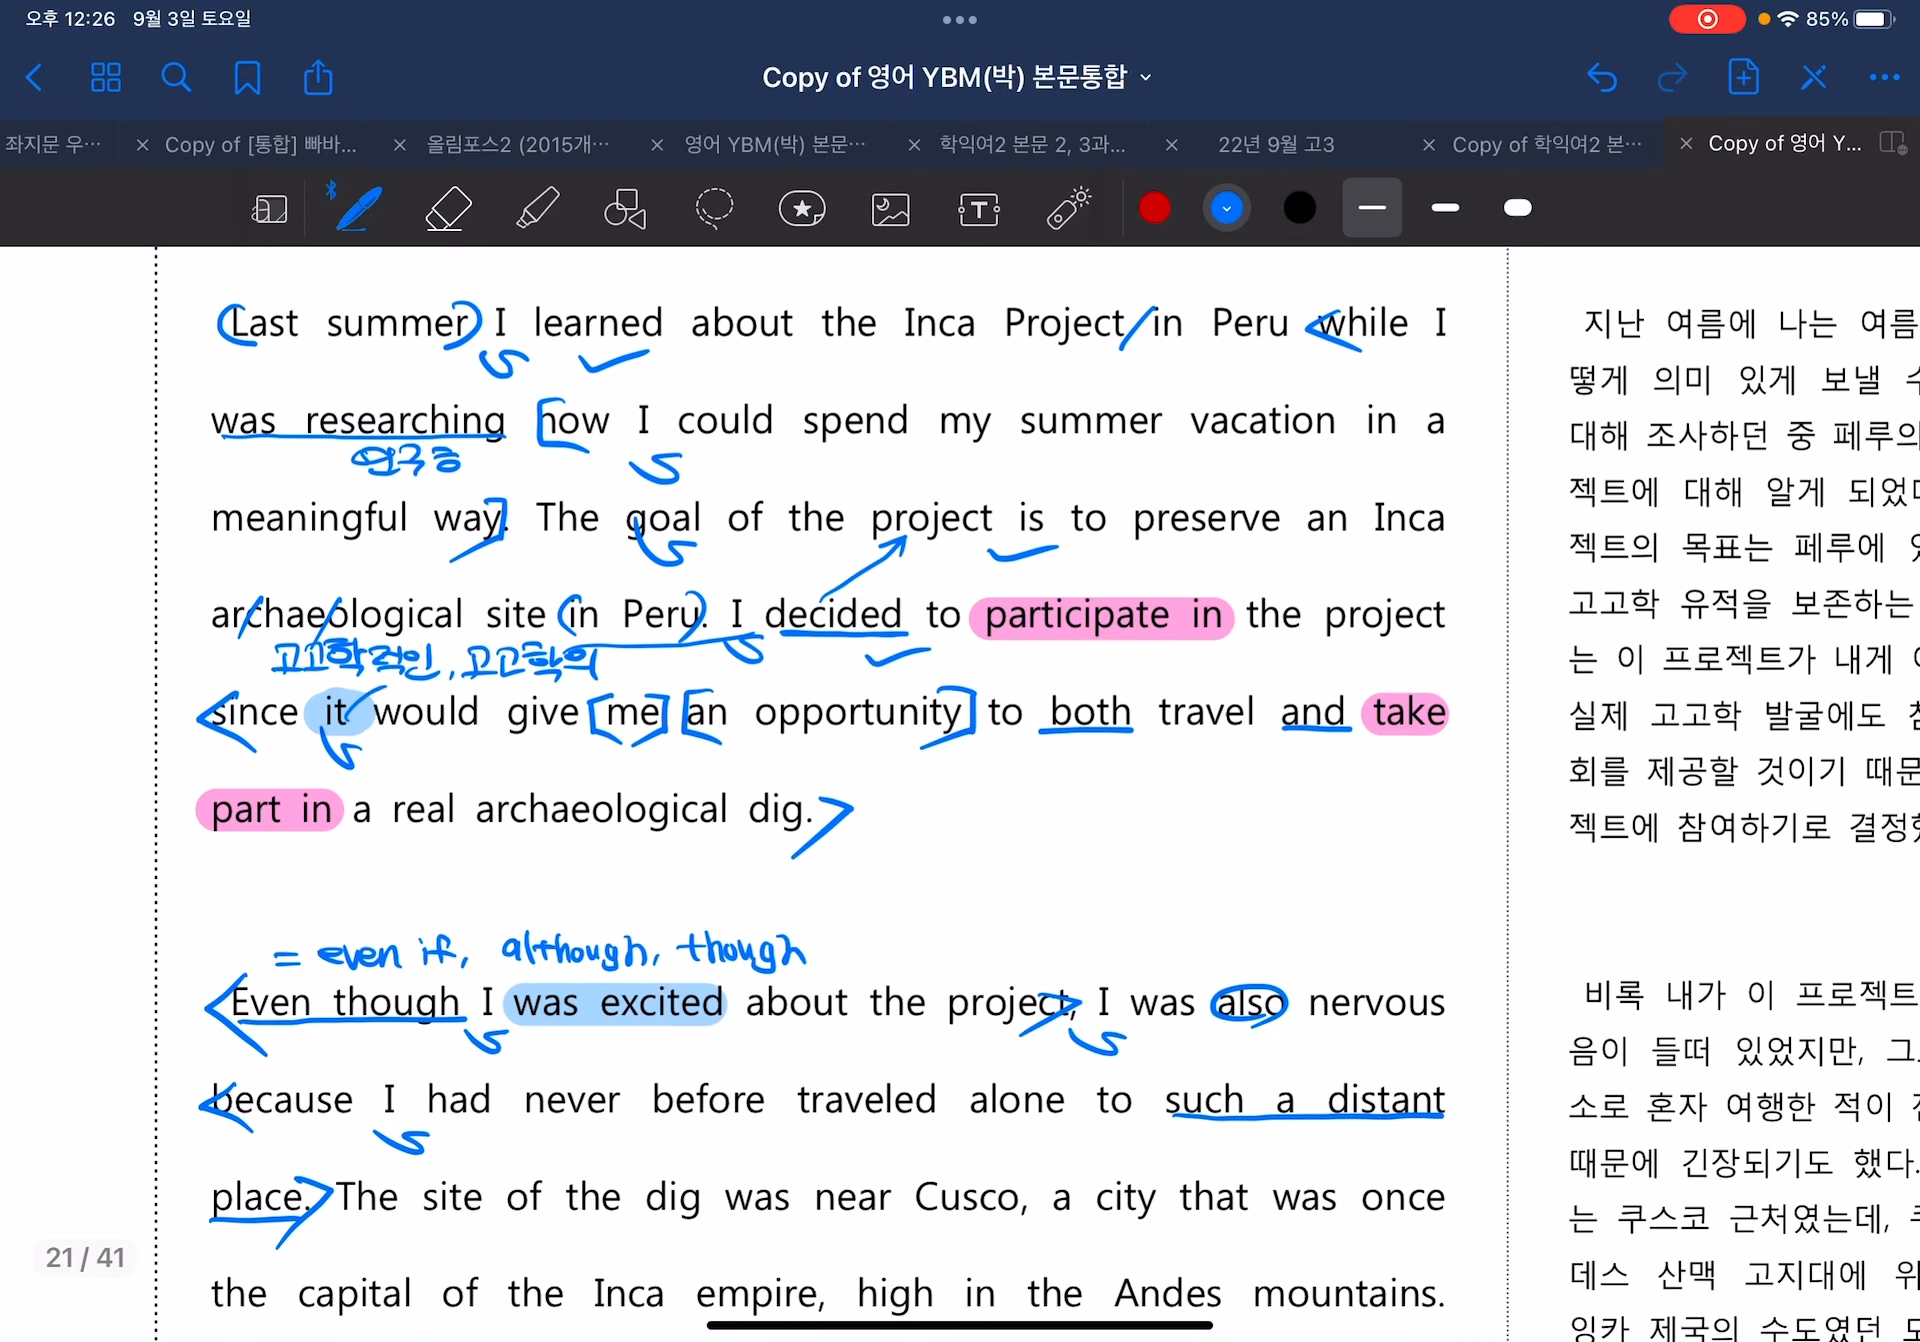 오후 12:26 9월 3일 토요일
85%
Copy of 영어 YBM(박) 본문통합
좌지문 우… Copy of [통합] 빠바... 올림포스2 (2015개… 영어 YBM(박) 본문… 학익여2 본문 2, 3과... 22년 9월 고3 Copy of 학익여2 본… Copy of 영어 Y...
Last summer I learned about the Inca Project in Peru while I
was researching how I could spend my summer vacation in a
연구중
meaningful way. The goal of the project is to preserve an Inca
archaeological site in Peru. I decided to participate in the project
고고학적인, 고고학의
since it would give me an opportunity to both travel and take
part in a real archaeological dig.
= even if, although, though
Even though I was excited about the project, I was also nervous
because I had never before traveled alone to such a distant
place. The site of the dig was near Cusco, a city that was once
the capital of the Inca empire, high in the Andes mountains.
21 / 41
지난 여름에 나는 여름
떻게 의미 있게 보낼
대해 조사하던 중 페루의
젝트에 대해 알게 되었
젝트의 목표는 페루에
고고학 유적을 보존하는
는 이 프로젝트가 내게
실제 고고학 발굴에도
회를 제공할 것이기 때문
젝트에 참여하기로 결정
비록 내가 이 프로젝트
음이 들떠 있었지만,
소로 혼자 여행한 적이
때문에 긴장되기도 했다.
는 쿠스코 근처였는데,
데스 산맥 고지대에 위
잉카 제국의 수도였던